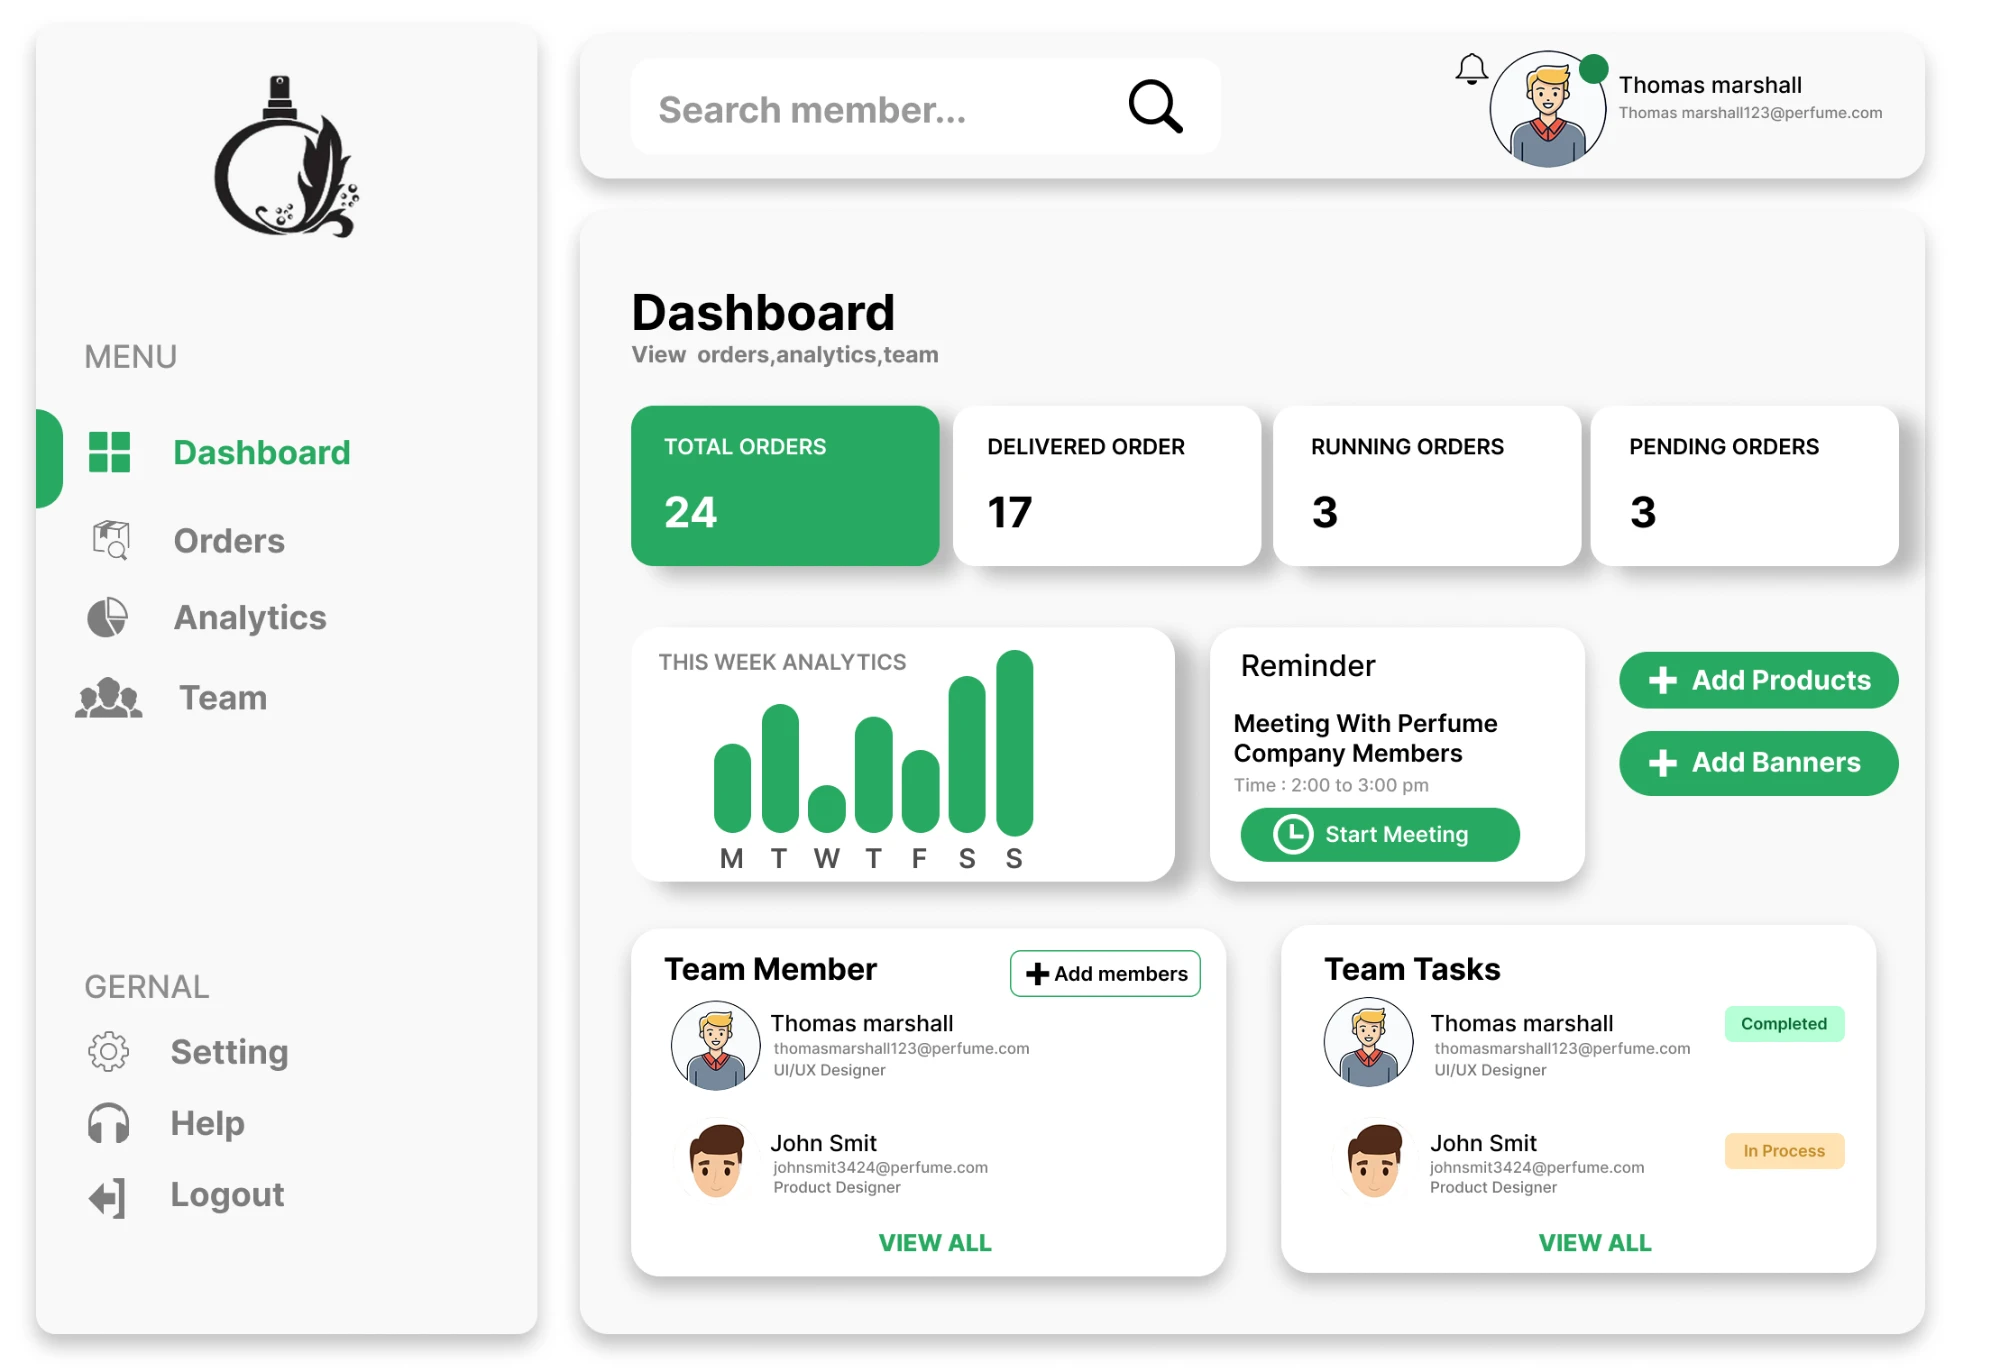 MENU
Dashboard
Orders
Analytics
Team
GERNAL
Setting
Help
Logout
Search member...
Thomas marshall
Thomas marshall123@perfume.com
Dashboard
View orders,analytics,team
TOTAL ORDERS
24
DELIVERED ORDER
17
RUNNING ORDERS
3
PENDING ORDERS
3
THIS WEEK ANALYTICS
M T W T F S S
Reminder
Meeting With Perfume
Company Members
Time : 2:00 to 3:00 pm
Start Meeting
Add Products
Add Banners
Team Member
Add members
Thomas marshall
thomasmarshall123@perfume.com
UI/UX Designer
John Smit
johnsmit3424@perfume.com
Product Designer
VIEW ALL
Team Tasks
Thomas marshall
thomasmarshall123@perfume.com
UI/UX Designer
Completed
John Smit
johnsmit3424@perfume.com
Product Designer
In Process
VIEW ALL